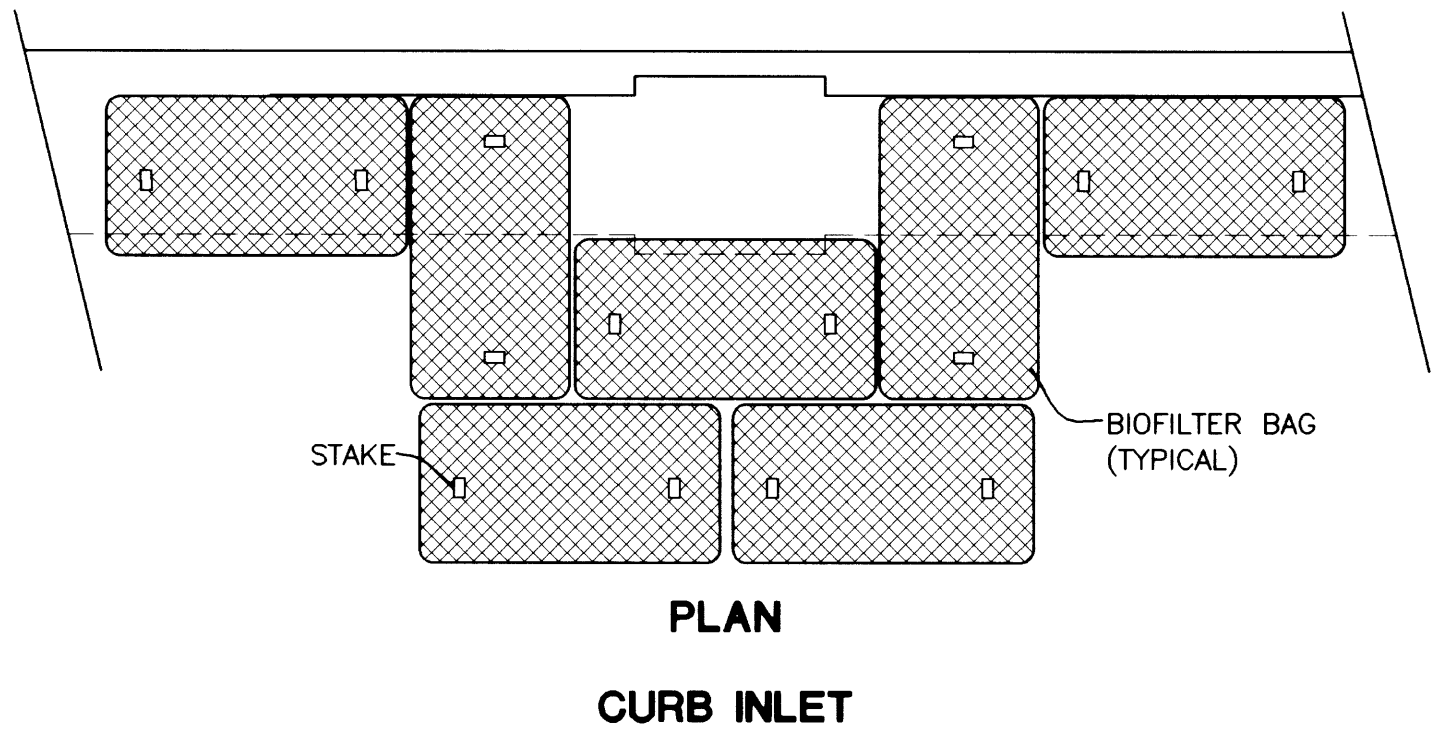 STAKE
BIOFILTER BAG
(TYPICAL)
PLAN
CURB INLET